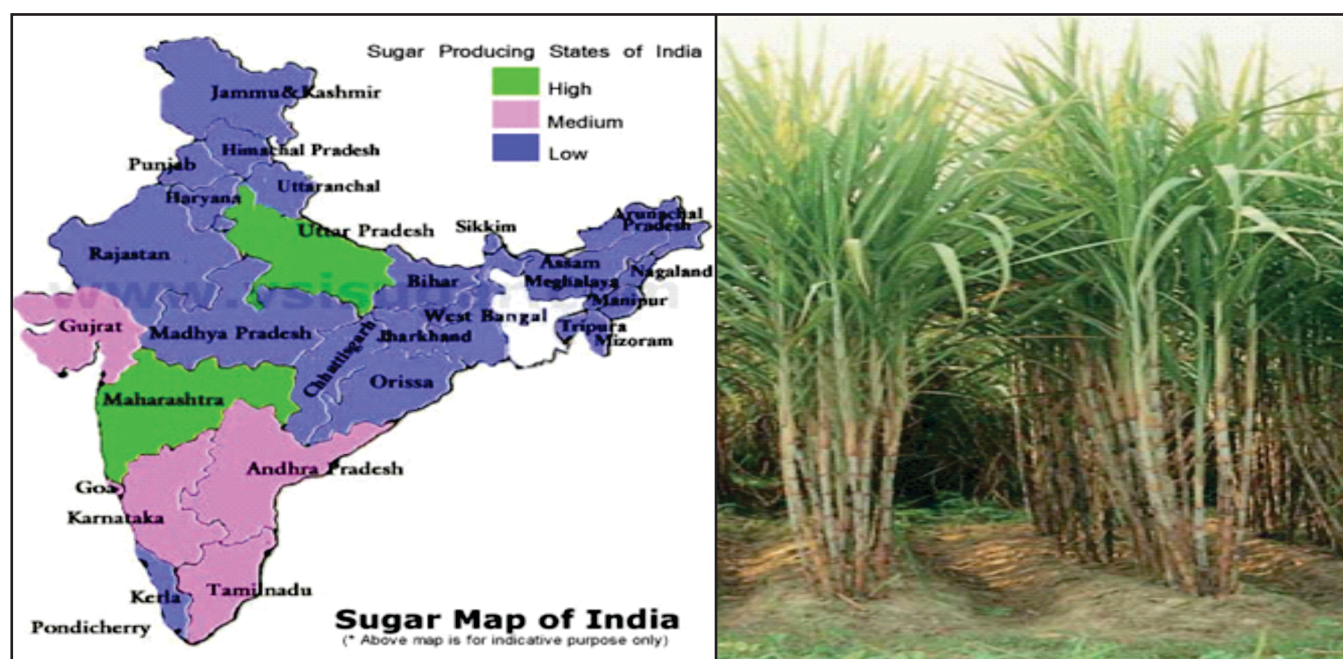 Sugar Producing States of India
High
Medium
Low
Jammu&Kashmir
Himachal Pradesh
Punjab
Uttaranchal
Haryana
Uttar Pradesh
Sikkim
Arunachal
Pradesh
Rajastan
Bihar
Assam
Nagaland
Meghalaya
Manipur
Gujrat
Madhya Pradesh
Jharkhand
West Bangal
Tripura
Mizoram
Chhattisgarh
Orissa
Maharashtra
Andhra Pradesh
Goa
Karnataka
Kerla
Tamilnadu
Pondicherry
Sugar Map of India
(* Above map is for indicative purpose only)